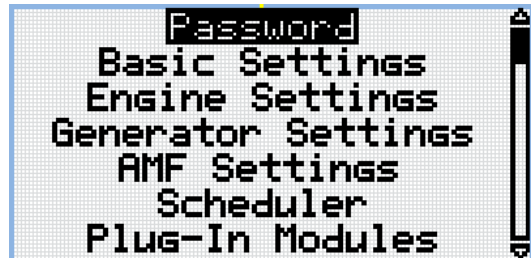 Password
Basic Settings
Engine Settings
Generator Settings
AMF Settings
Scheduler
Plug-In Modules